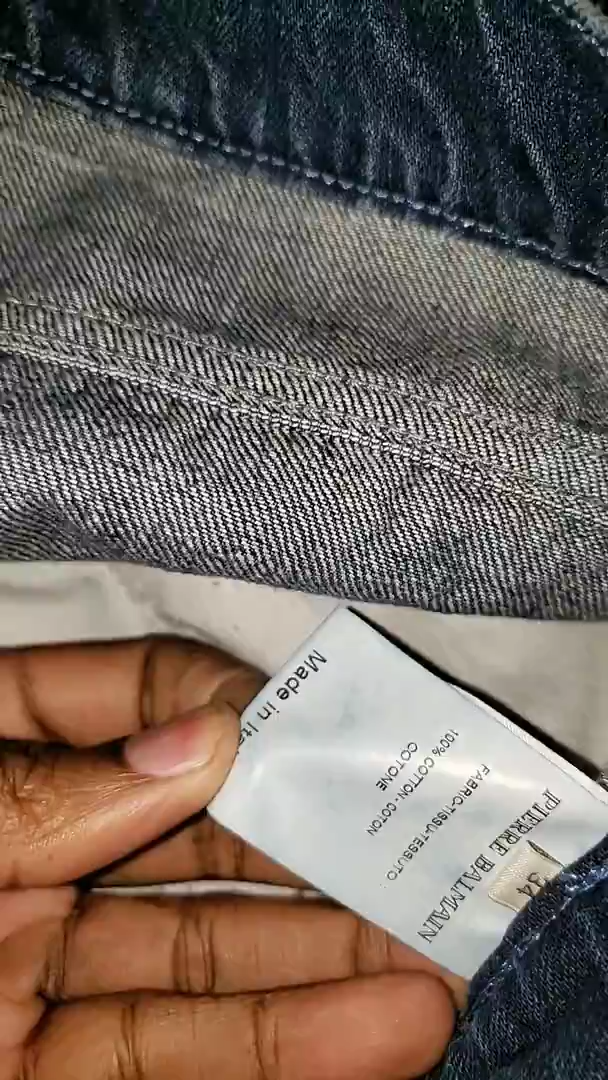 34
PIERRE BALMAIN
FABRIC-TISSU-TESSUTO
100% COTTON - COTON
COTONE
Made in